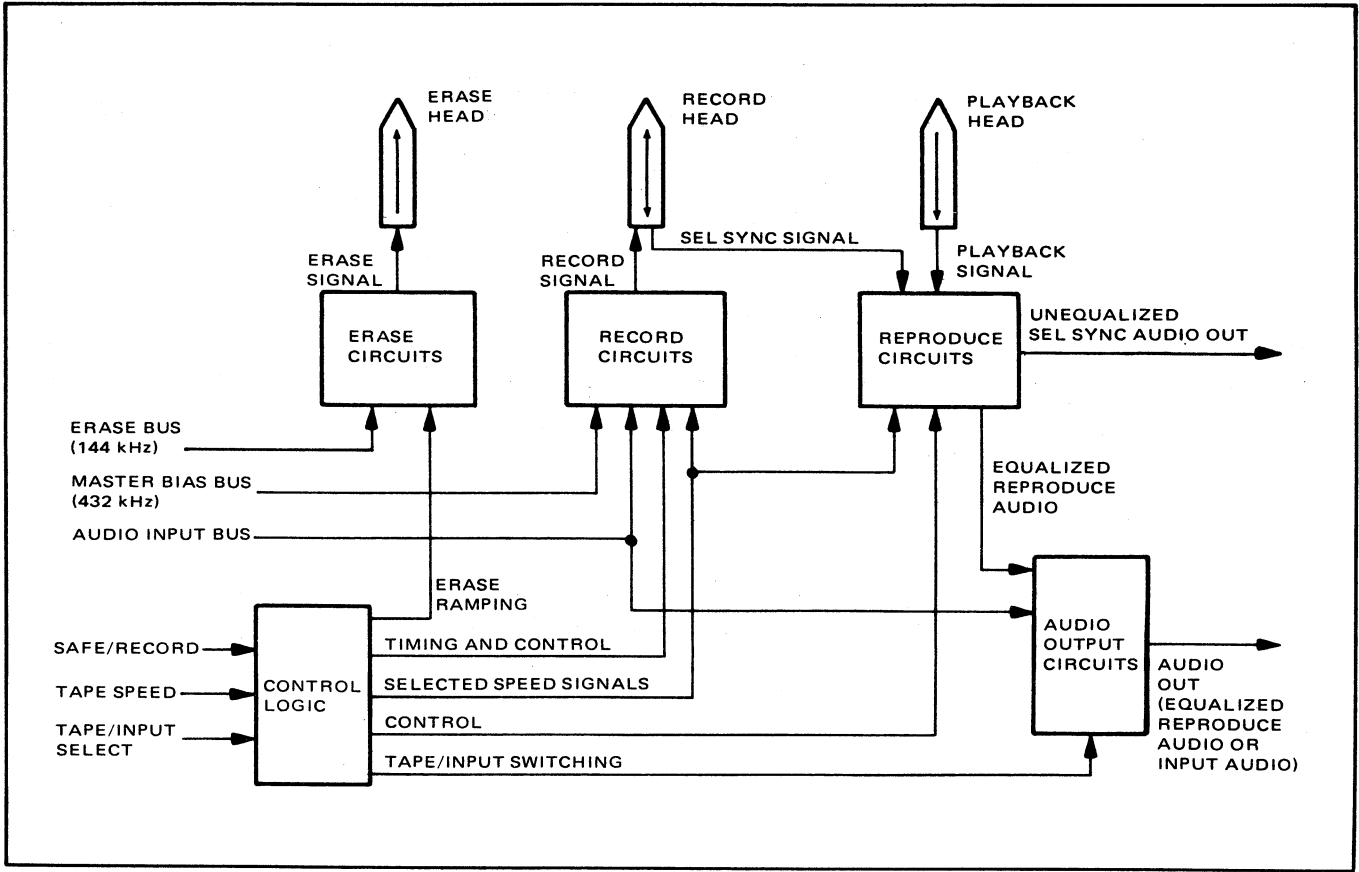 ERASE
HEAD
RECORD
HEAD
PLAYBACK
HEAD
ERASE
SIGNAL
RECORD
SIGNAL
SEL SYNC SIGNAL
PLAYBACK
SIGNAL
ERASE
CIRCUITS
RECORD
CIRCUITS
REPRODUCE
CIRCUITS
UNEQUALIZED
SEL SYNC AUDIO OUT
ERASE BUS
(144 kHz)
MASTER BIAS BUS
(432 kHz)
AUDIO INPUT BUS
EQUALIZED
REPRODUCE
AUDIO
ERASE
RAMPING
SAFE/RECORD
TAPE SPEED
TAPE/INPUT
SELECT
CONTROL
LOGIC
TIMING AND CONTROL
SELECTED SPEED SIGNALS
CONTROL
TAPE/INPUT SWITCHING
AUDIO
OUTPUT
CIRCUITS
AUDIO
OUT
(EQUALIZED
REPRODUCE
AUDIO OR
INPUT AUDIO)